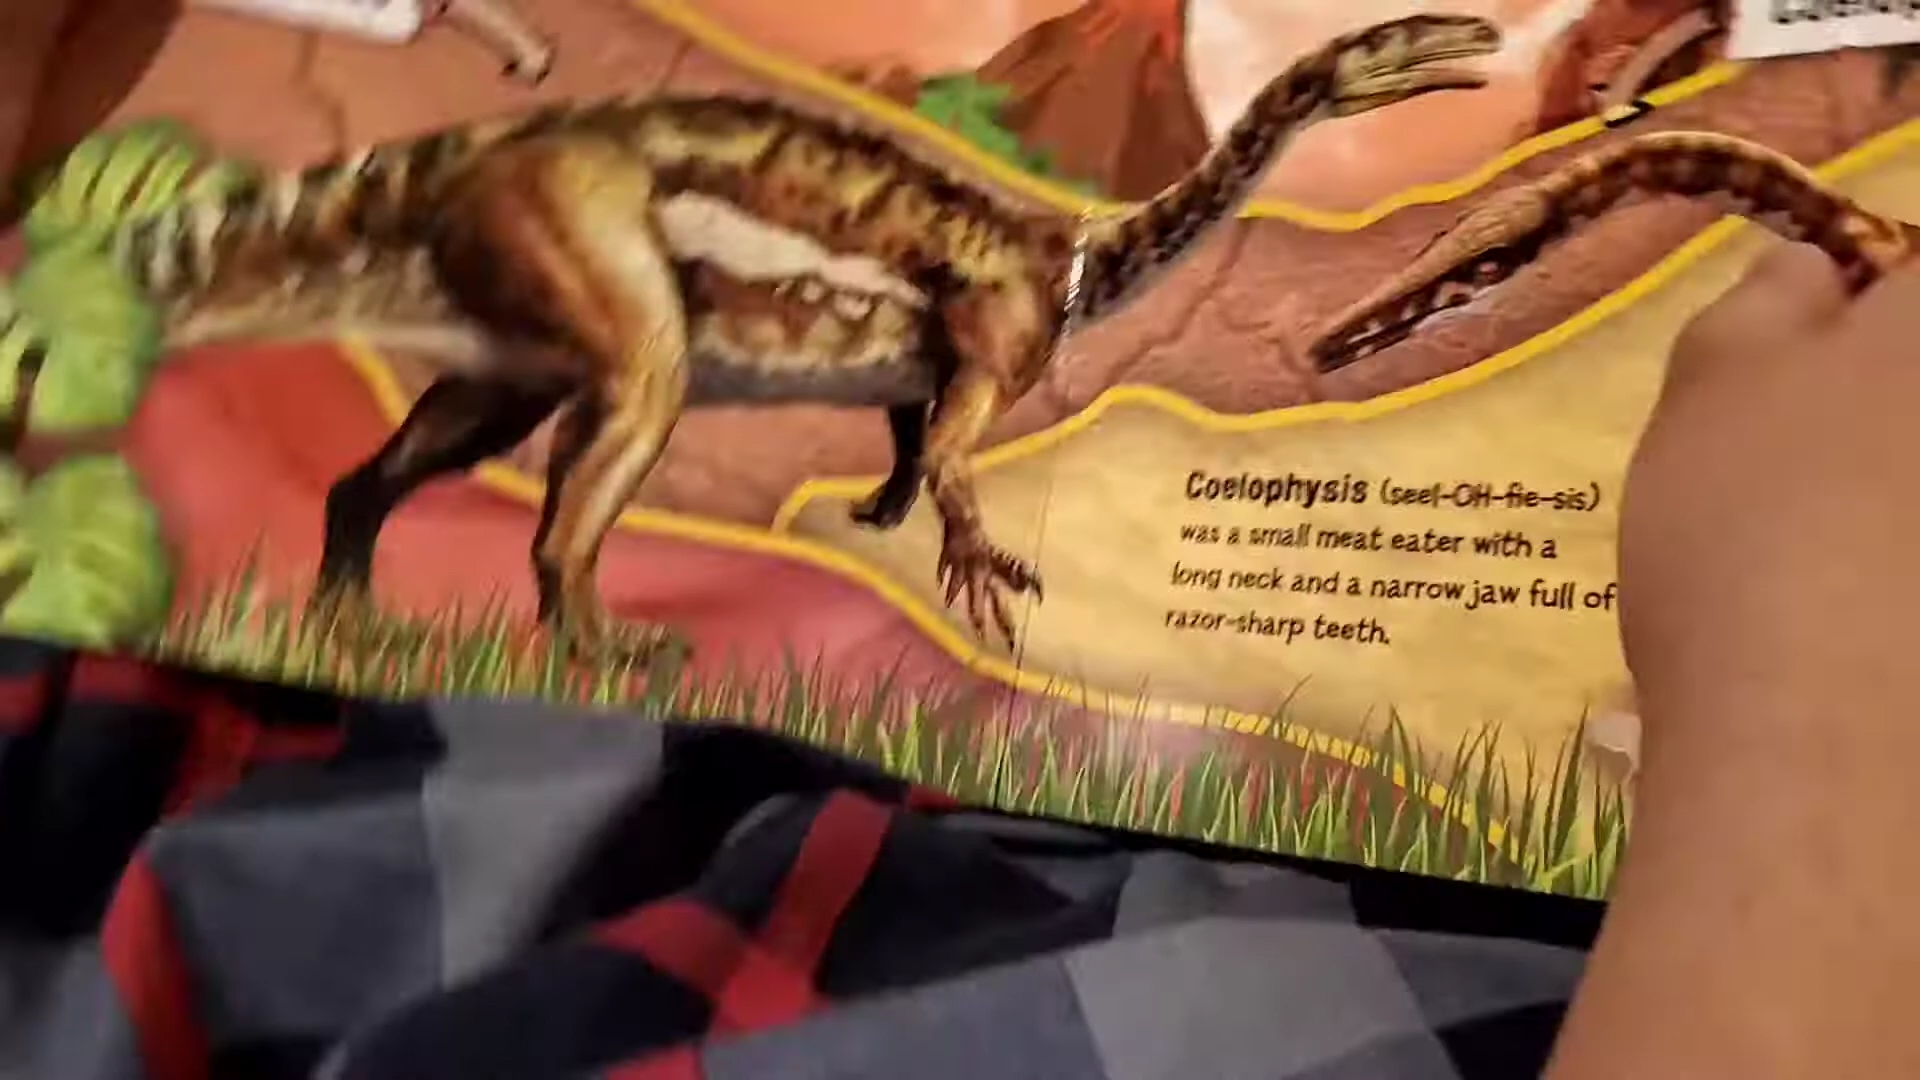 Coelophysis (seel-OH-fie-sis)
was a small meat eater with a
long neck and a narrow jaw full of
razor-sharp teeth.